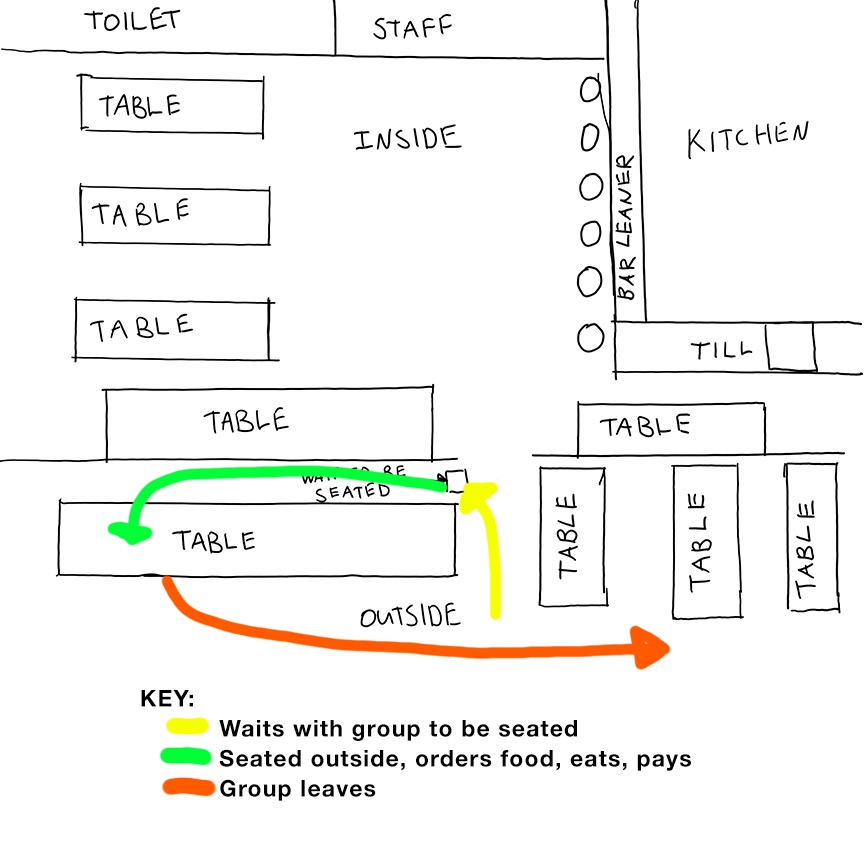 TOILET
STAFF
TABLE
INSIDE
KITCHEN
TABLE
BAR LEANER
TABLE
TILL
TABLE
TABLE
WAIT TO BE
SEATED
TABLE
TABLE
TABLE
TABLE
OUTSIDE
KEY:
Waits with group to be seated
Seated outside, orders food, eats, pays
Group leaves